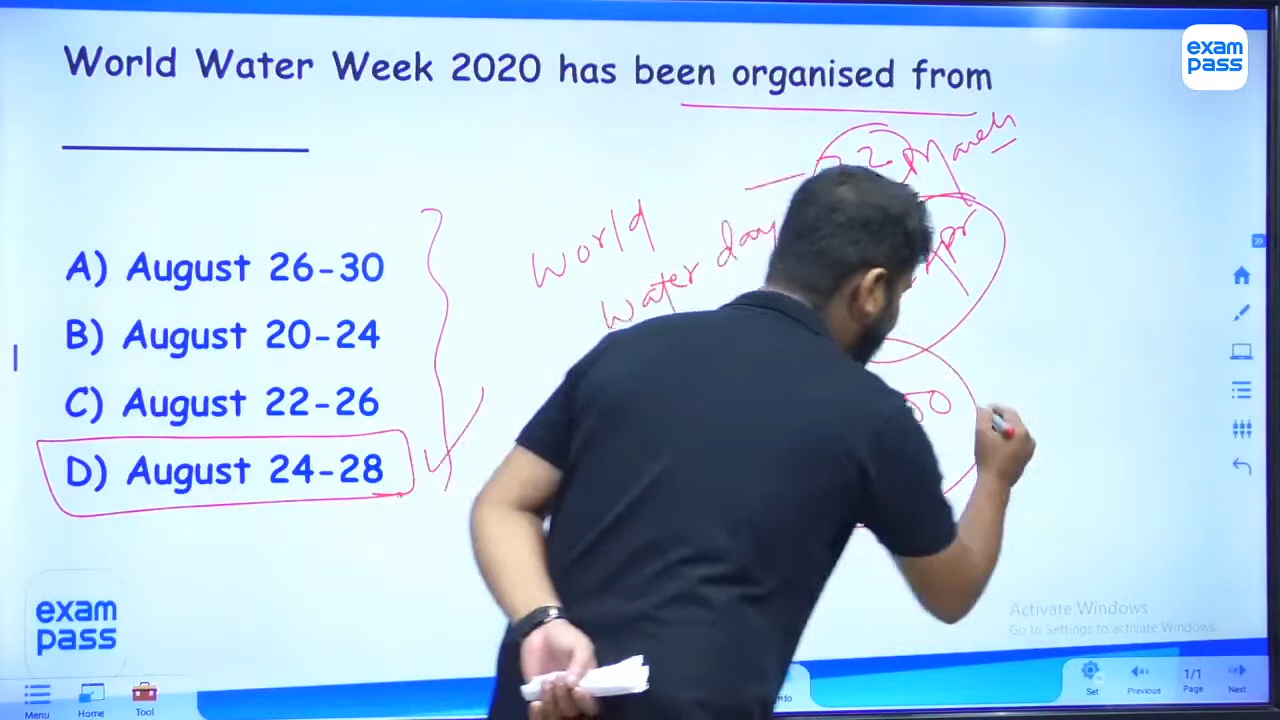 exam
pass
World Water Week 2020 has been organised from
2 March
World
Water day
Apr
A) August 26-30
B) August 20-24
C) August 22-26
D) August 24-28
exam
pass
Activate Windows
Go to Settings to activate Windows.
Menu
Home
Tool
Set
Previous
1/1
Page
Next